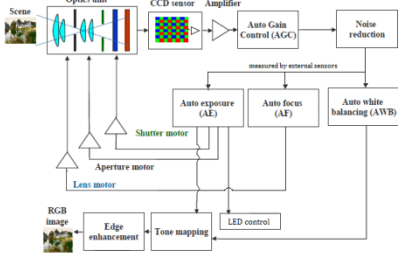 Scene
Optics unit
CCD sensor
Amplifier
Auto Gain
Control (AGC)
Noise
reduction
measured by external sensors
Auto exposure
(AE)
Auto focus
(AF)
Auto white
balancing (AWB)
Shutter motor
Aperture motor
Lens motor
RGB
image
Edge
enhancement
Tone mapping
LED control